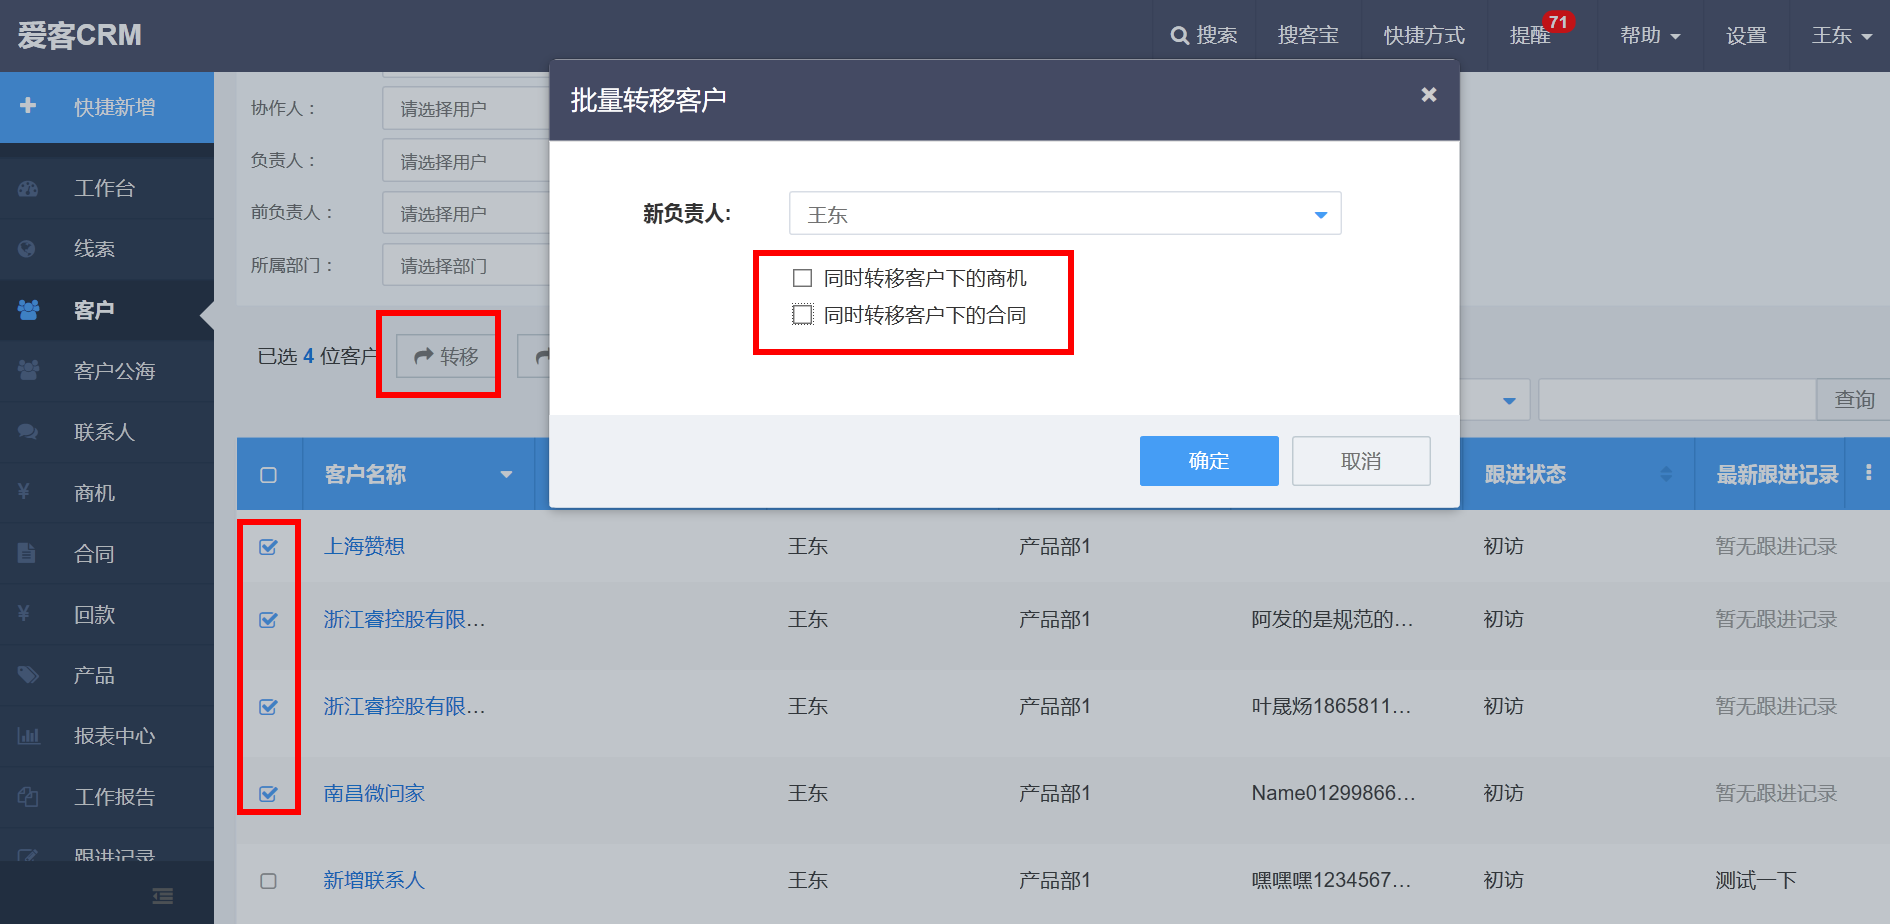 爱客CRM
搜索
搜客宝
快捷方式
提醒
71
帮助
设置
王东
快捷新增
工作台
线索
客户
客户公海
联系人
商机
合同
回款
产品
报表中心
工作报告
跟进记录
协作人：
请选择用户
负责人：
请选择用户
前负责人：
请选择用户
所属部门：
请选择部门
已选 4 位客户
转移
批量转移客户
新负责人:
王东
同时转移客户下的商机
同时转移客户下的合同
确定
取消
查询
客户名称
跟进状态
最新跟进记录
上海赞想 王东 产品部1 初访 暂无跟进记录
浙江睿控股有限... 王东 产品部1 阿发的是规范的... 初访 暂无跟进记录
浙江睿控股有限... 王东 产品部1 叶晟炀1865811... 初访 暂无跟进记录
南昌微问家 王东 产品部1 Name01299866... 初访 暂无跟进记录
新增联系人 王东 产品部1 嘿嘿嘿1234567... 初访 测试一下